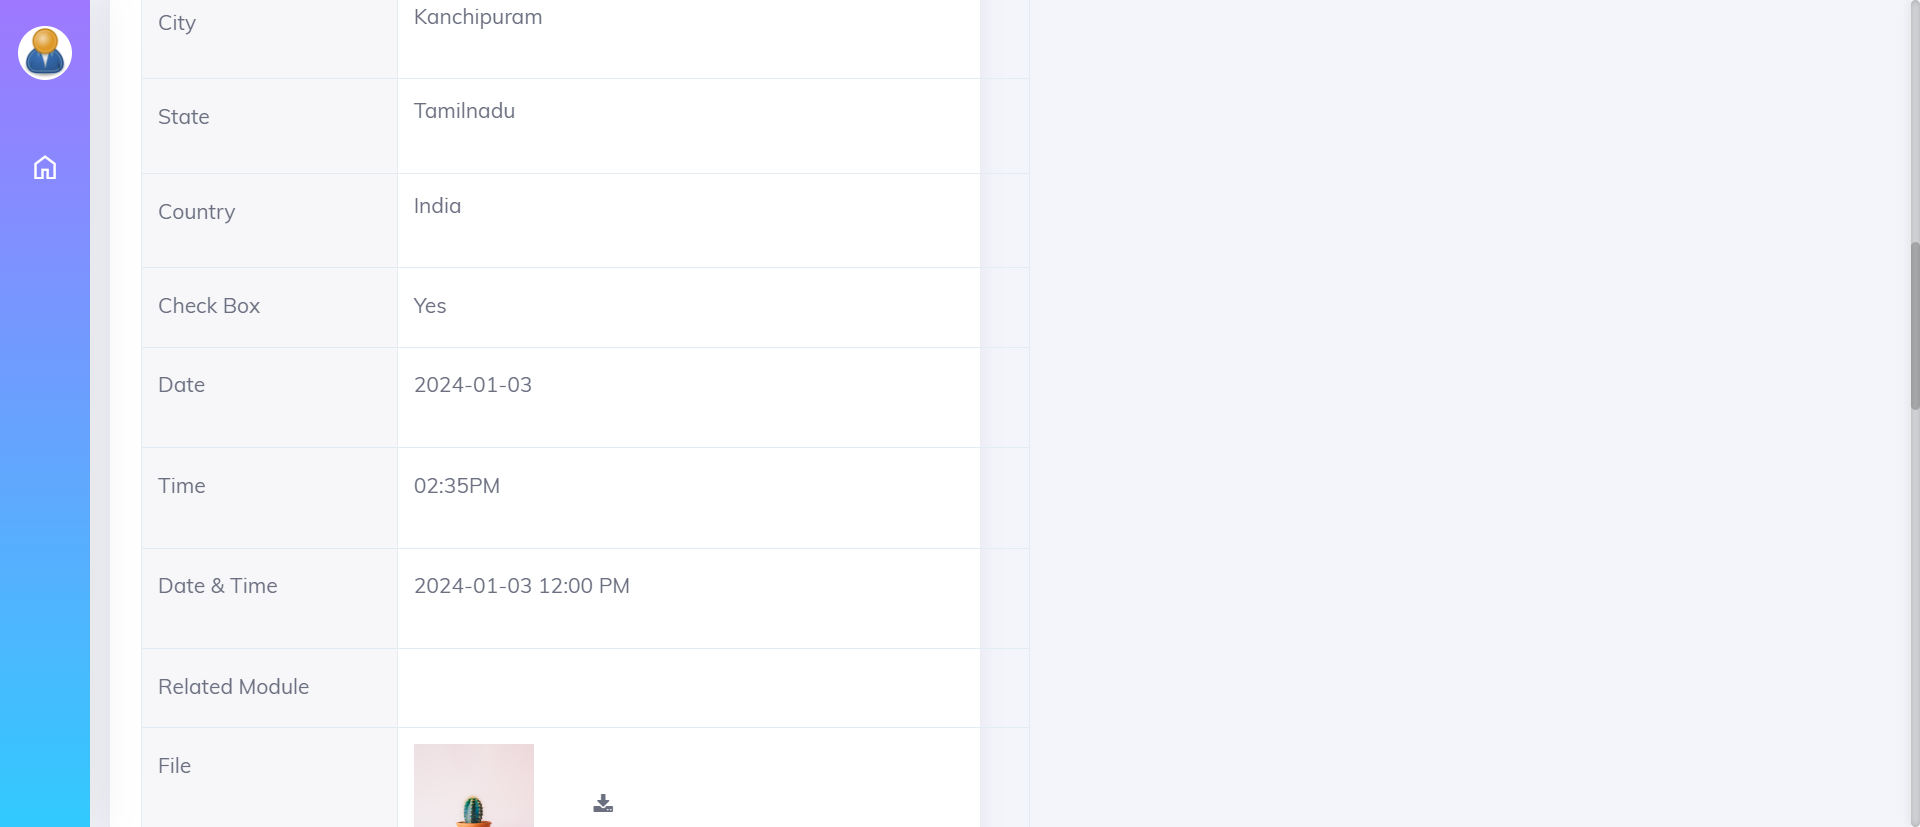 City Kanchipuram
State Tamilnadu
Country India
Check Box Yes
Date 2024-01-03
Time 02:35PM
Date & Time 2024-01-03 12:00 PM
Related Module
File